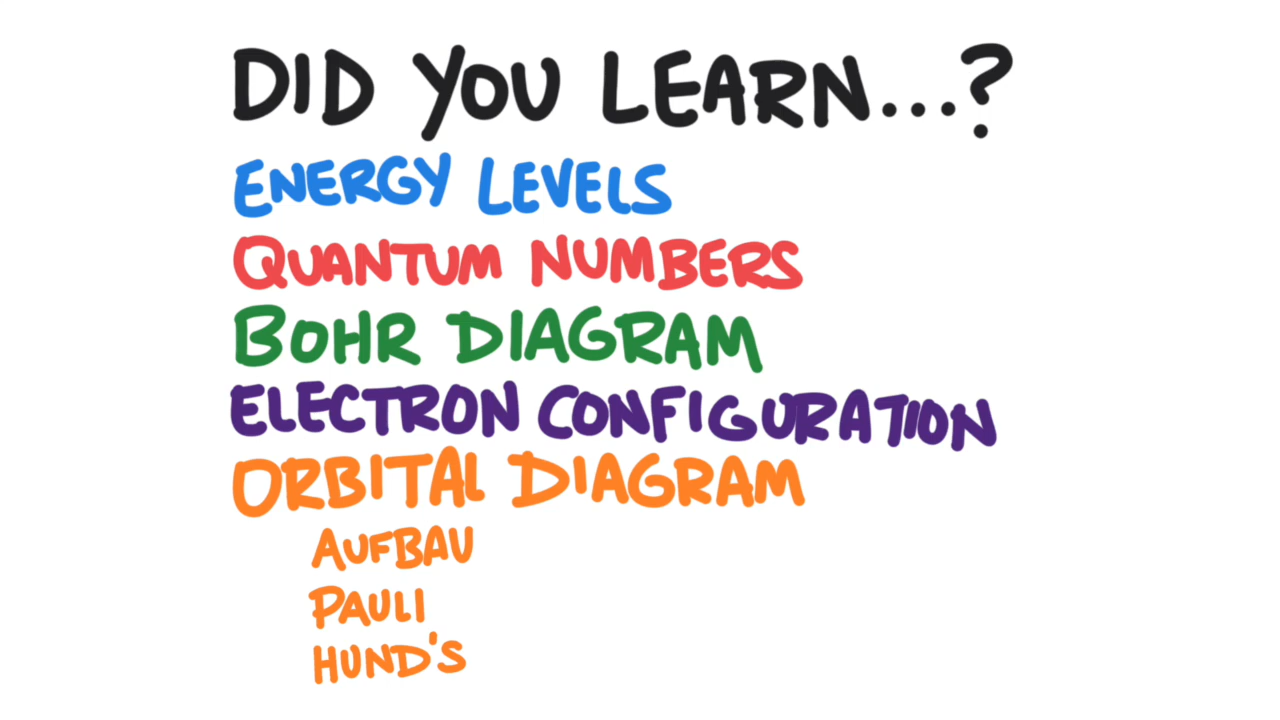 DID YOU LEARN...?
ENERGY LEVELS
QUANTUM NUMBERS
BOHR DIAGRAM
ELECTRON CONFIGURATION
ORBITAL DIAGRAM
AUFBAU
PAULI
HUND'S